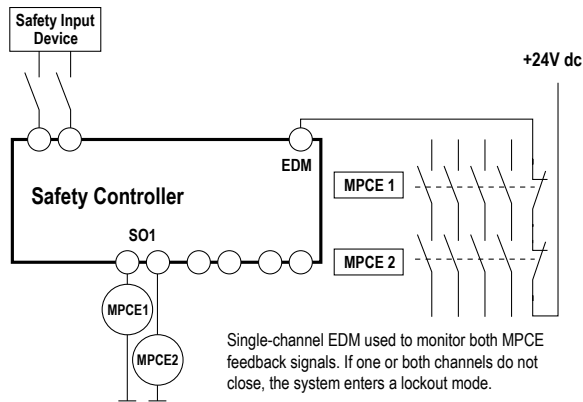 Safety Input
Device
+24V dc
EDM
Safety Controller
MPCE 1
SO1
MPCE 2
MPCE1
MPCE2
Single-channel EDM used to monitor both MPCE
feedback signals. If one or both channels do not
close, the system enters a lockout mode.